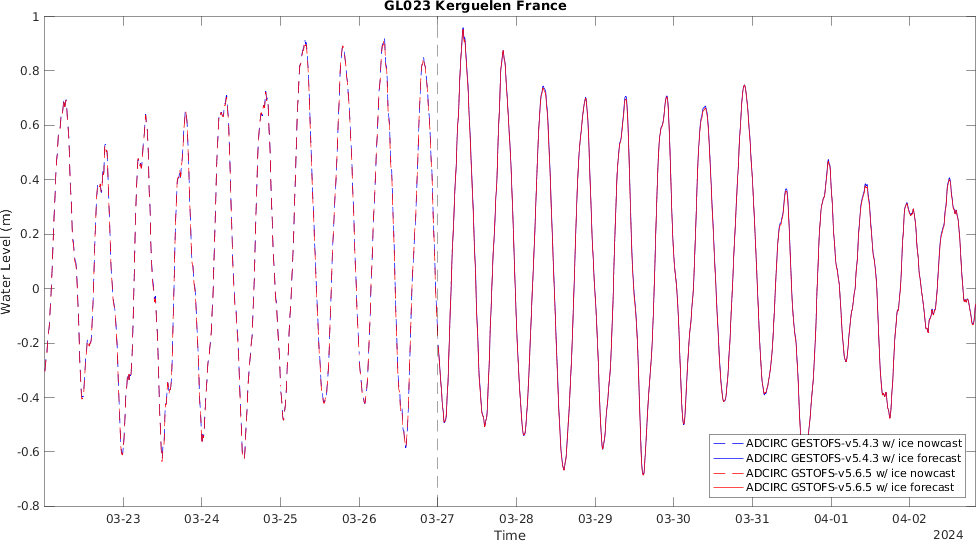 GL023 Kerguelen France
1
0.8
0.6
0.4
0.2
0
-0.2
-0.4
-0.6
-0.8
Water Level (m)
ADCIRC GESTOFS-v5.4.3 w/ ice nowcast
ADCIRC GESTOFS-v5.4.3 w/ ice forecast
ADCIRC GSTOFS-v5.6.5 w/ ice nowcast
ADCIRC GSTOFS-v5.6.5 w/ ice forecast
03-23 03-24 03-25 03-26 03-27 03-28 03-29 03-30 03-31 04-01 04-02
Time
2024